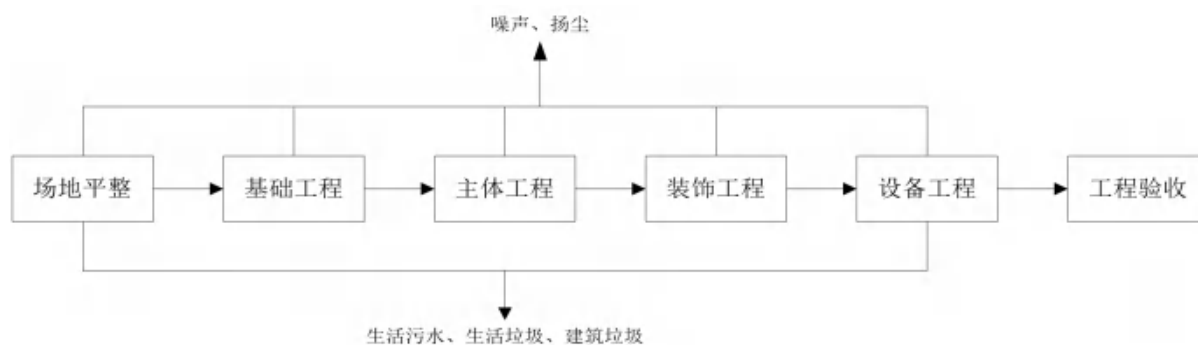 噪声、扬尘
场地平整
基础工程
主体工程
装饰工程
设备工程
工程验收
生活污水、生活垃圾、建筑垃圾